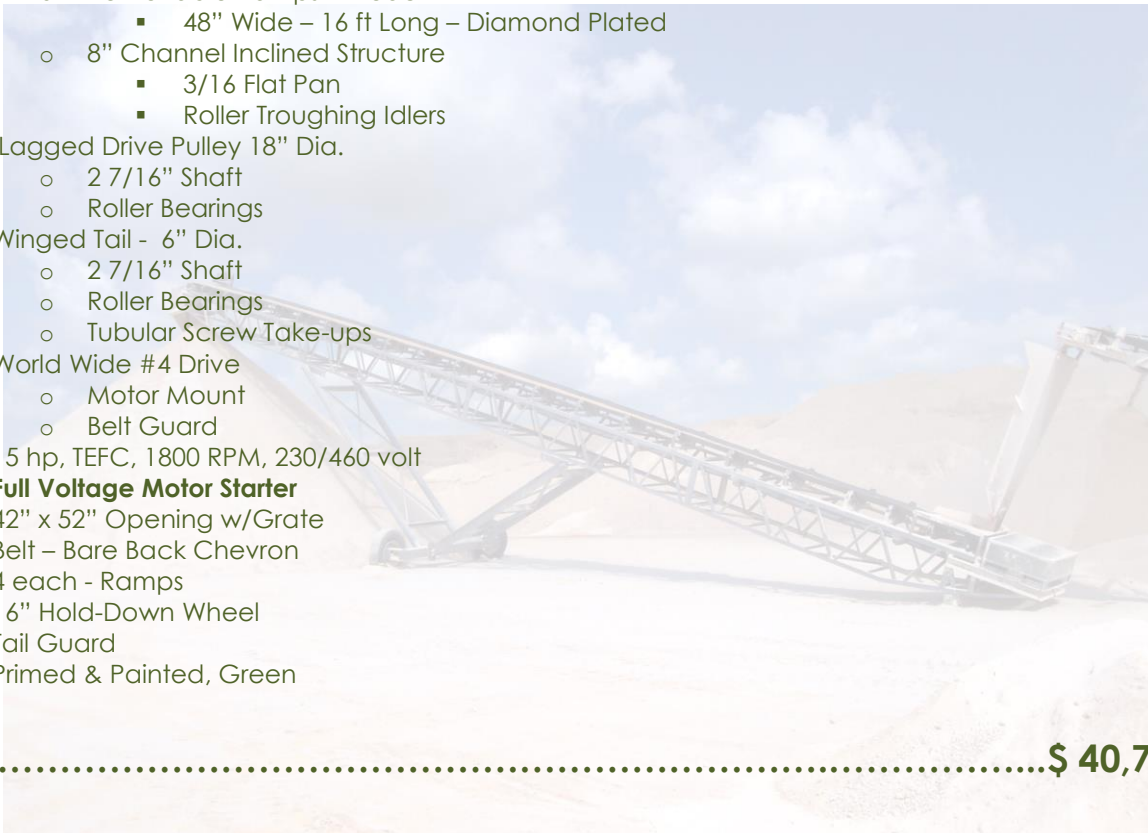 ▪ 48” Wide – 16 ft Long – Diamond Plated
o 8” Channel Inclined Structure
▪ 3/16 Flat Pan
▪ Roller Troughing Idlers
Lagged Drive Pulley 18” Dia.
o 2 7/16” Shaft
o Roller Bearings
Winged Tail - 6” Dia.
o 2 7/16” Shaft
o Roller Bearings
o Tubular Screw Take-ups
World Wide #4 Drive
o Motor Mount
o Belt Guard
5 hp, TEFC, 1800 RPM, 230/460 volt
Full Voltage Motor Starter
42” x 52” Opening w/Grate
Belt – Bare Back Chevron
4 each - Ramps
6” Hold-Down Wheel
Tail Guard
Primed & Painted, Green
$ 40,7